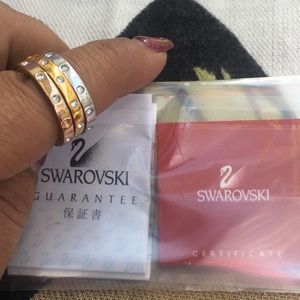 SWAROVSKI
GUARANTEE
保証書
SWAROVSKI
CERTIFICATE